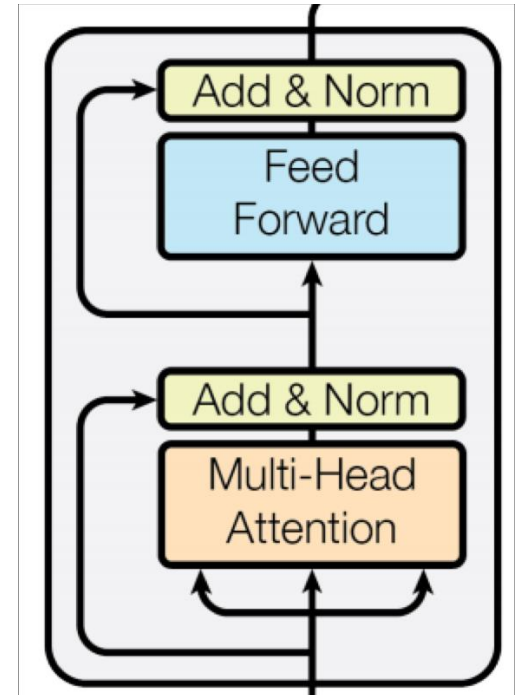 Add & Norm
Feed
Forward
Add & Norm
Multi-Head
Attention